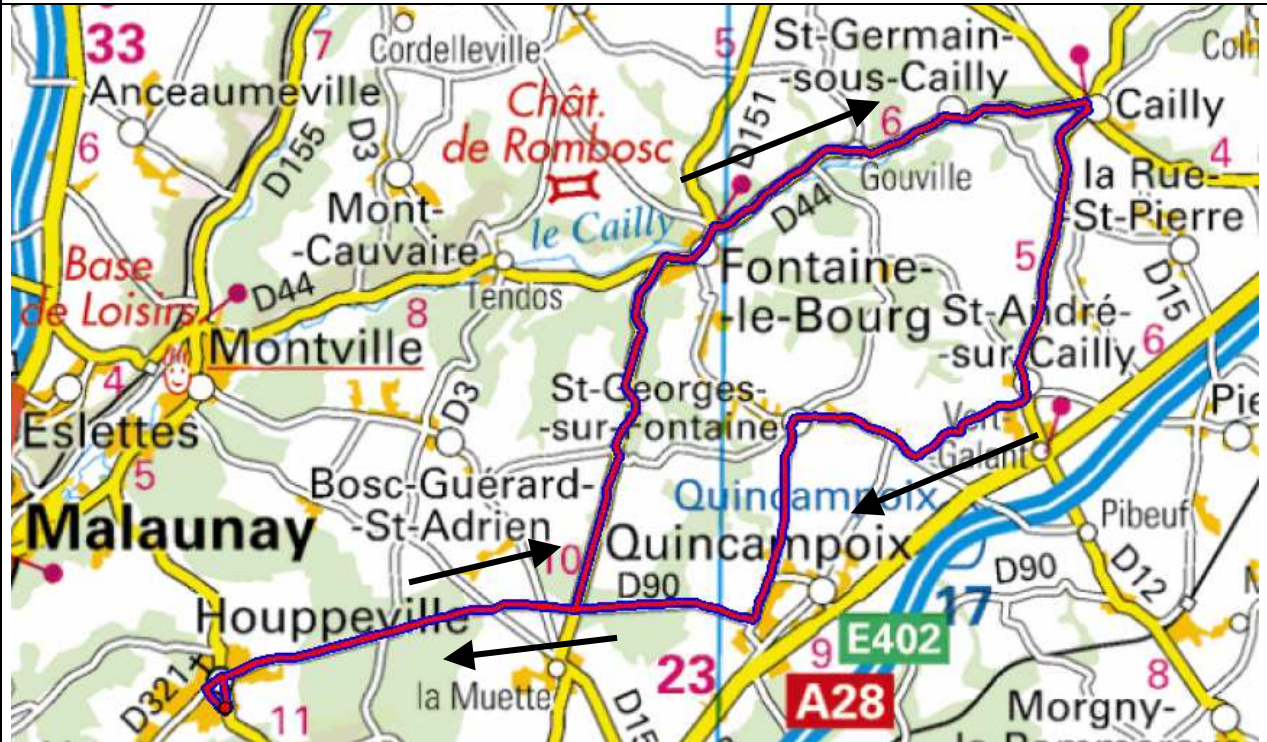 33
7
Cordelleville
5
St-Germain-
-sous-Cailly
Anceaumeville
D155
D3
Chât.
de Rombosc
D151
6
Cailly
4
6
Gouville
la Rue-
-St-Pierre
Mont-
-Cauvaire
le Cailly
D44
Base
de Loisirs
D44
8
Tendos
Fontaine-
-le-Bourg
5
D15
St-André-
-sur-Cailly
6
Montville
4
D3
St-Georges-
-sur-Fontaine
Vert-
-Galant
Eslettes
5
Bosc-Guérard-
-St-Adrien
Quincampoix
Malaunay
10
Quincampoix
Pibeuf
D90
D90
D12
17
Houppeville
E402
9
D321
la Muette
23
A28
8
11
Morgny-